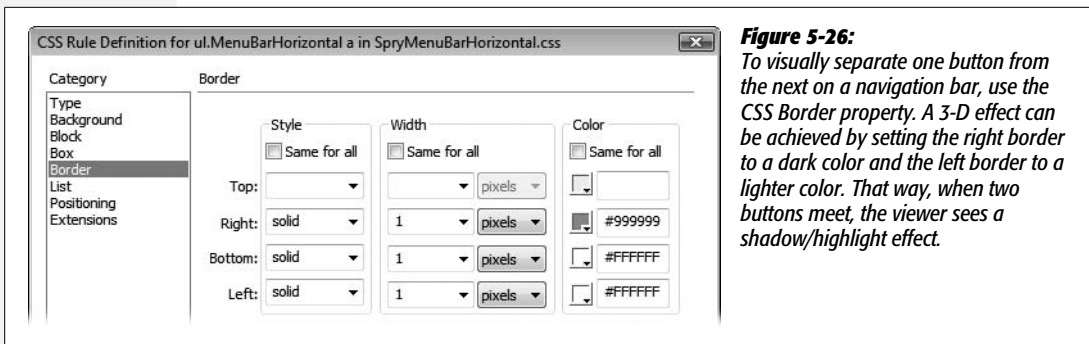 CSS Rule Definition for ul.MenuBarHorizontal a in SpryMenuBarHorizontal.css
Category
Border
Type
Background
Block
Box
Border
List
Positioning
Extensions
Style
Width
Color
Same for all
Same for all
Same for all
Top:
pixels
Right:
solid
1
pixels
#999999
Bottom:
solid
1
pixels
#FFFFFF
Left:
solid
1
pixels
#FFFFFF
Figure 5-26:
To visually separate one button from
the next on a navigation bar, use the
CSS Border property. A 3-D effect can
be achieved by setting the right border
to a dark color and the left border to a
lighter color. That way, when two
buttons meet, the viewer sees a
shadow/highlight effect.